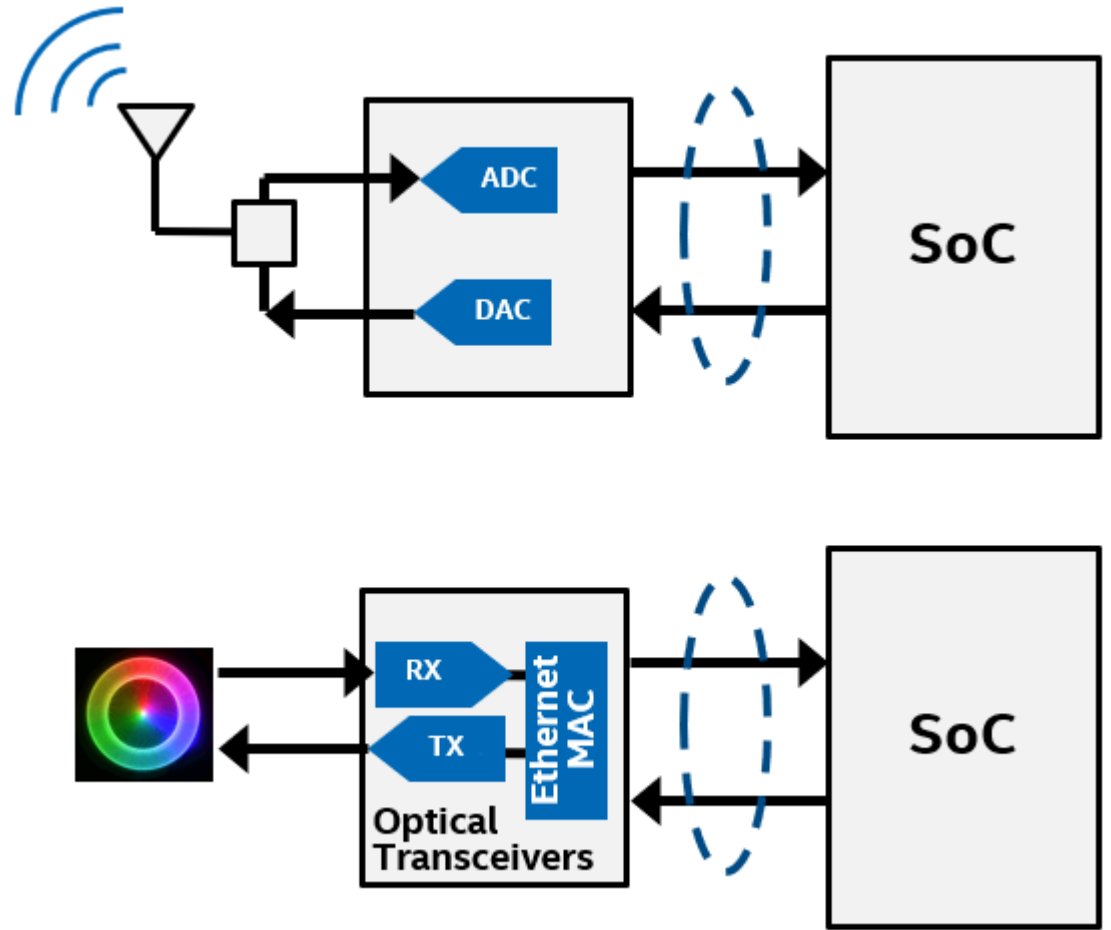 ADC
SoC
DAC
RX
Ethernet
MAC
TX
SoC
Optical
Transceivers